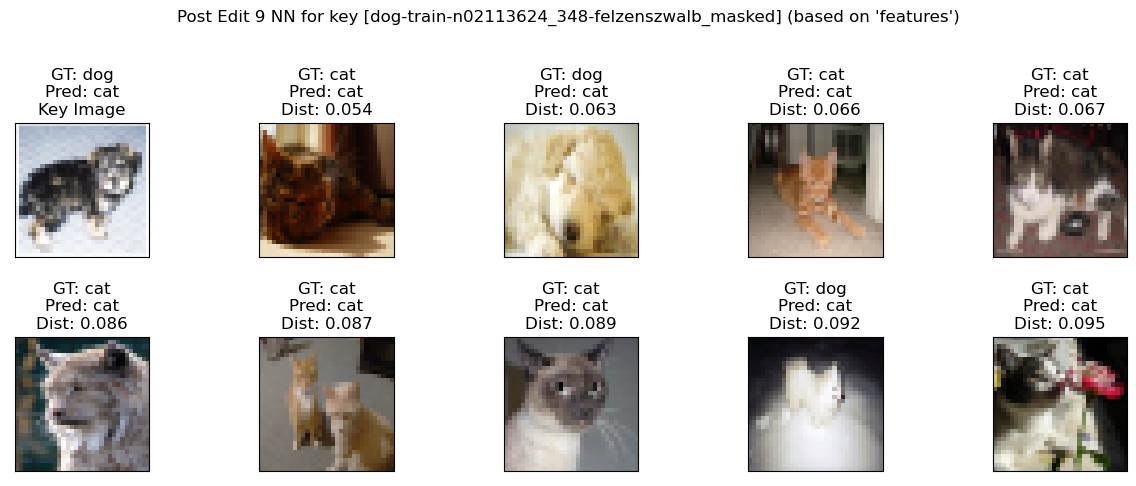 Post Edit 9 NN for key [dog-train-n02113624_348-felzenszwalb_masked] (based on 'features')
GT: dog
Pred: cat
Key Image
GT: cat
Pred: cat
Dist: 0.054
GT: dog
Pred: cat
Dist: 0.063
GT: cat
Pred: cat
Dist: 0.066
GT: cat
Pred: cat
Dist: 0.067
GT: cat
Pred: cat
Dist: 0.086
GT: cat
Pred: cat
Dist: 0.087
GT: cat
Pred: cat
Dist: 0.089
GT: dog
Pred: cat
Dist: 0.092
GT: cat
Pred: cat
Dist: 0.095